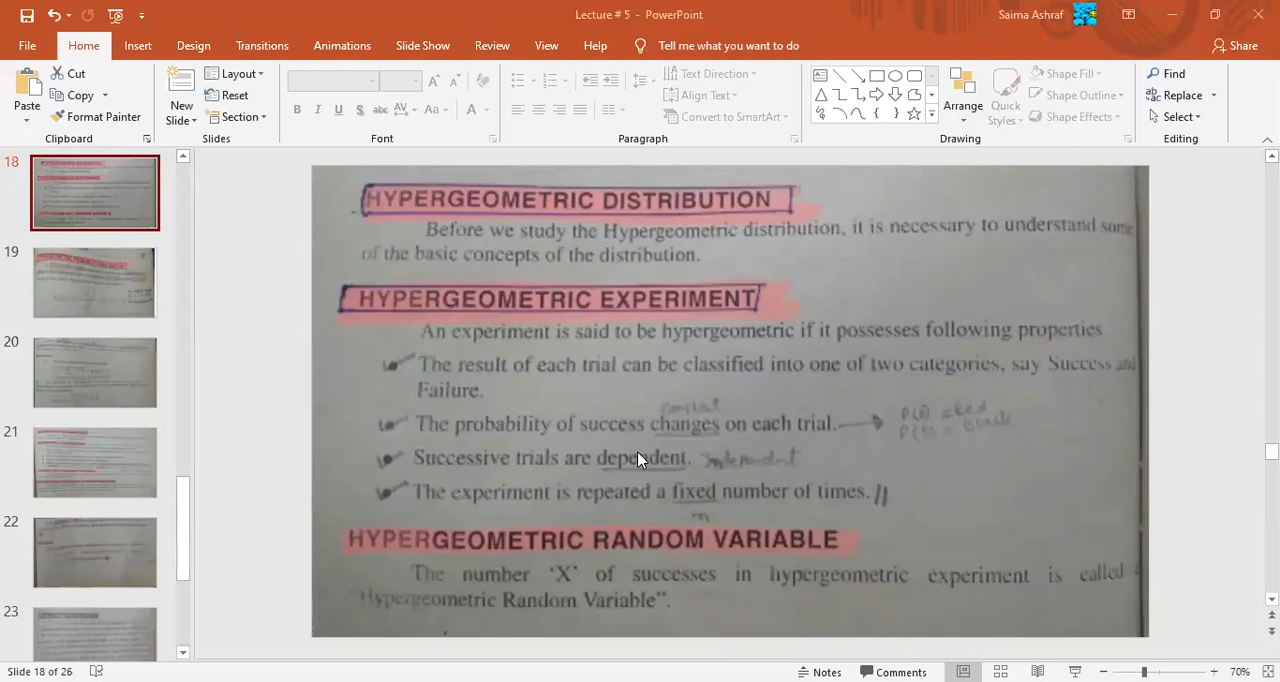 Lecture # 5 - PowerPoint
Saima Ashraf
File Home Insert Design Transitions Animations Slide Show Review View Help Tell me what you want to do Share
Paste
Cut
Copy
Format Painter
Clipboard
New Slide
Layout
Reset
Section
Slides
Font
Text Direction
Align Text
Convert to SmartArt
Paragraph
Arrange
Quick Styles
Shape Fill
Shape Outline
Shape Effects
Drawing
Find
Replace
Select
Editing
18
19
20
21
22
23
HYPERGEOMETRIC DISTRIBUTION
Before we study the Hypergeometric distribution, it is necessary to understand some
of the basic concepts of the distribution.
HYPERGEOMETRIC EXPERIMENT
An experiment is said to be hypergeometric if it possesses following properties
The result of each trial can be classified into one of two categories, say Success and
Failure.
constant
The probability of success changes on each trial.
Successive trials are dependent. Independent
The experiment is repeated a fixed number of times.
n
HYPERGEOMETRIC RANDOM VARIABLE
The number ‘X’ of successes in hypergeometric experiment is called
"Hypergeometric Random Variable".
Slide 18 of 26
Notes Comments 70%